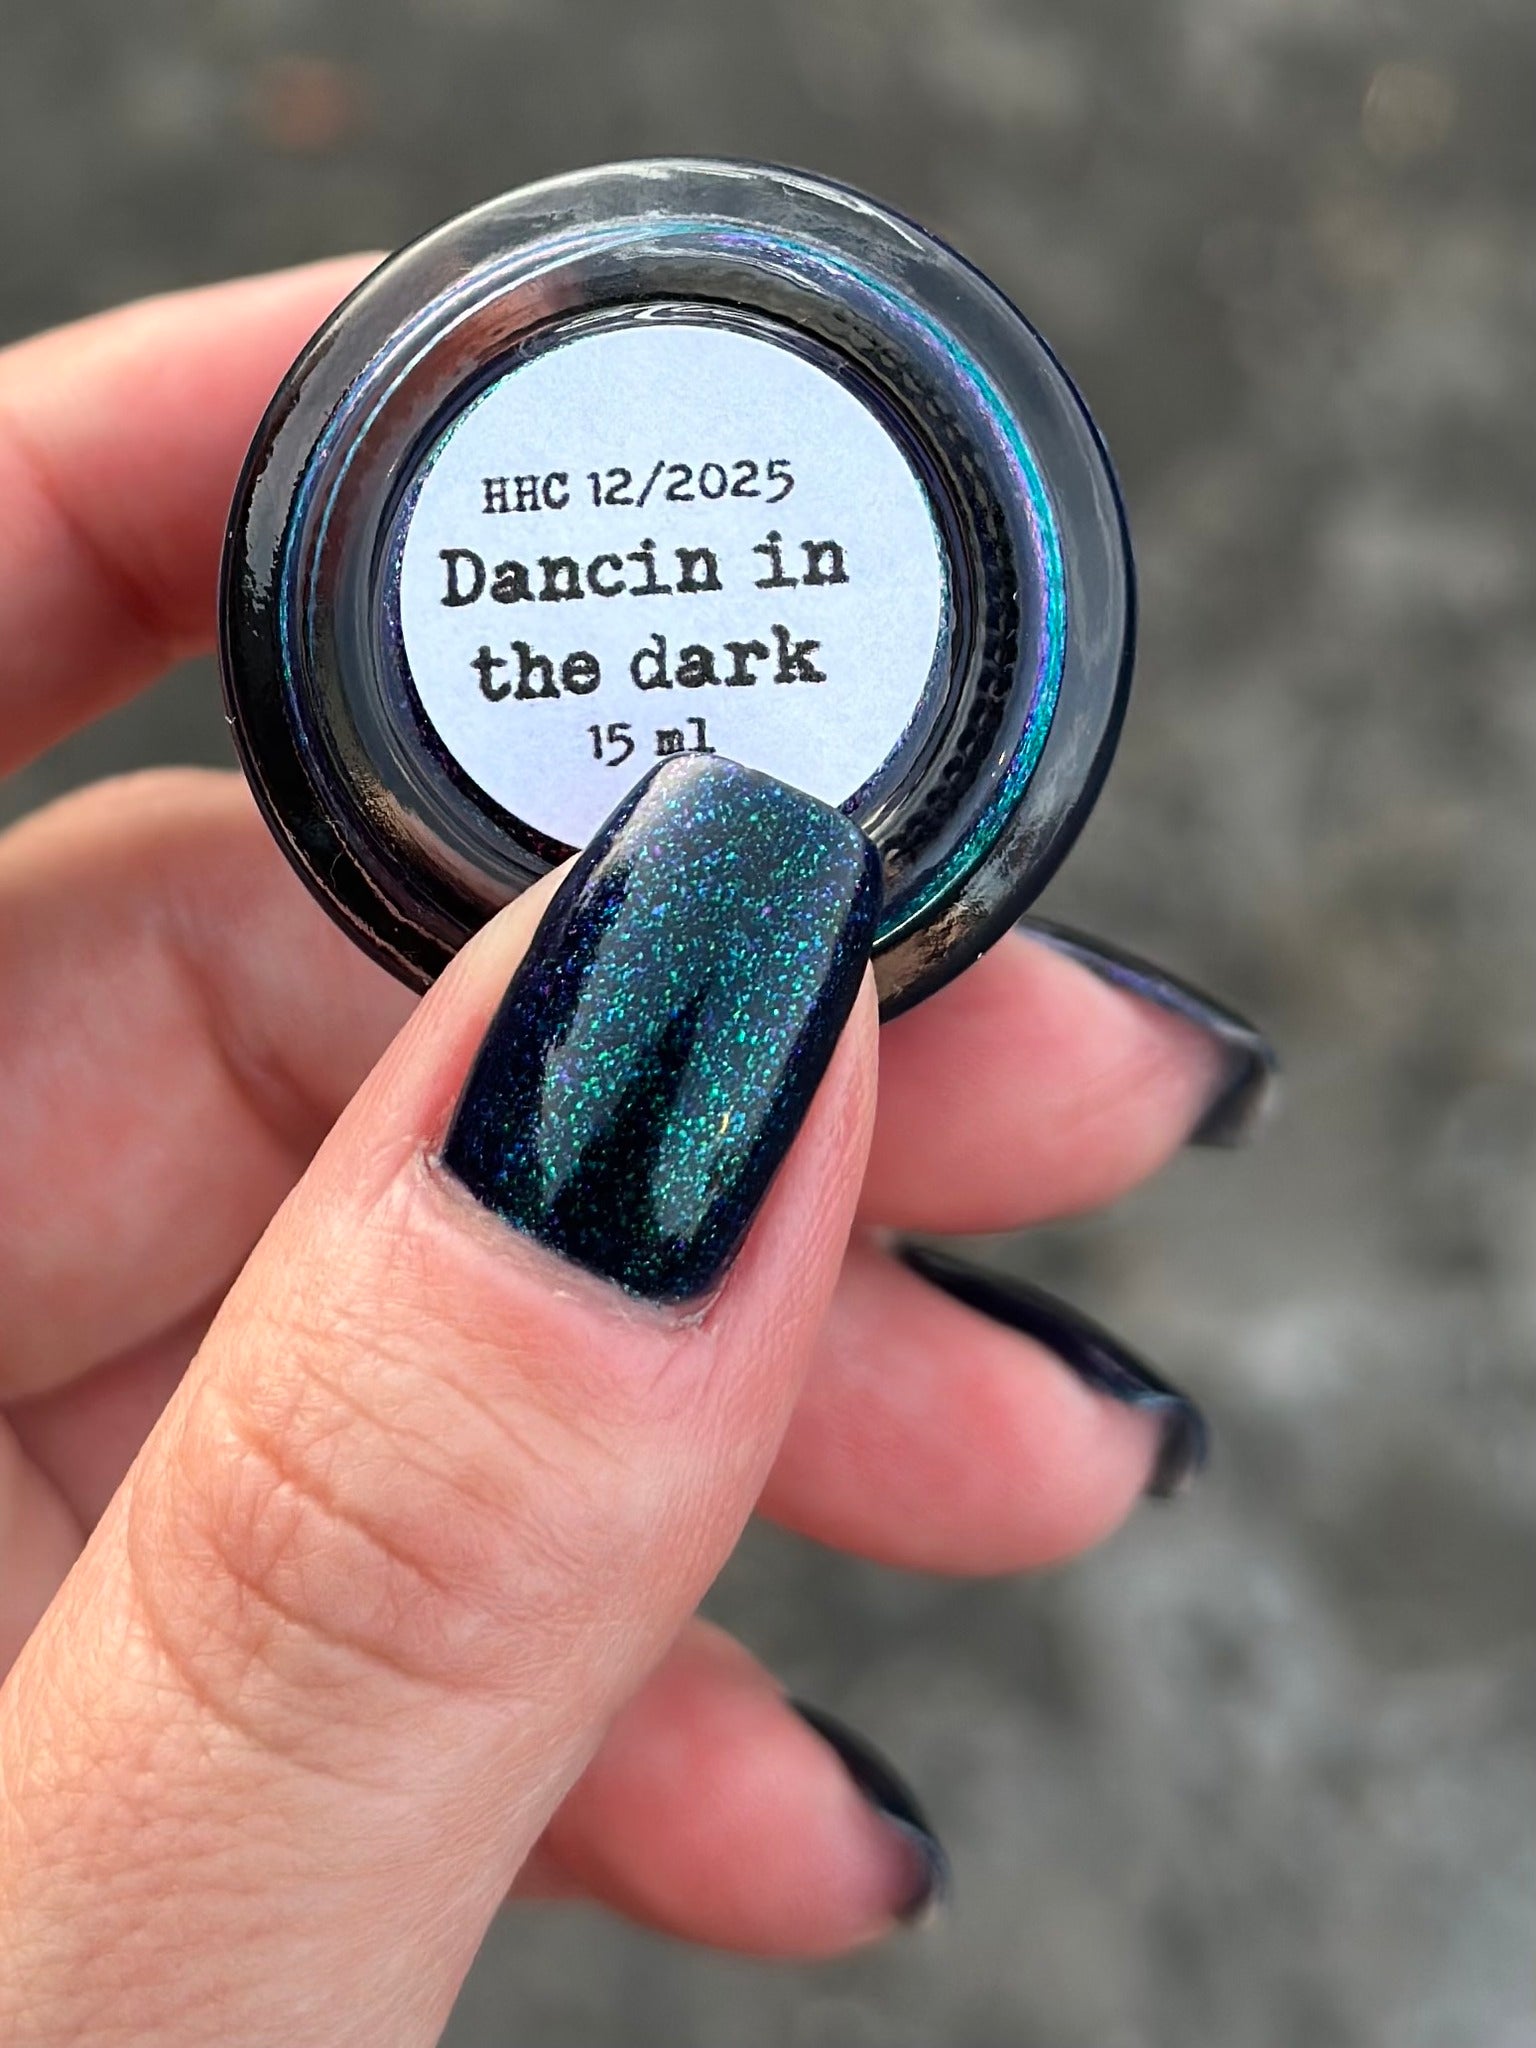 HHC 12/2025
Dancin in
the dark
15 ml